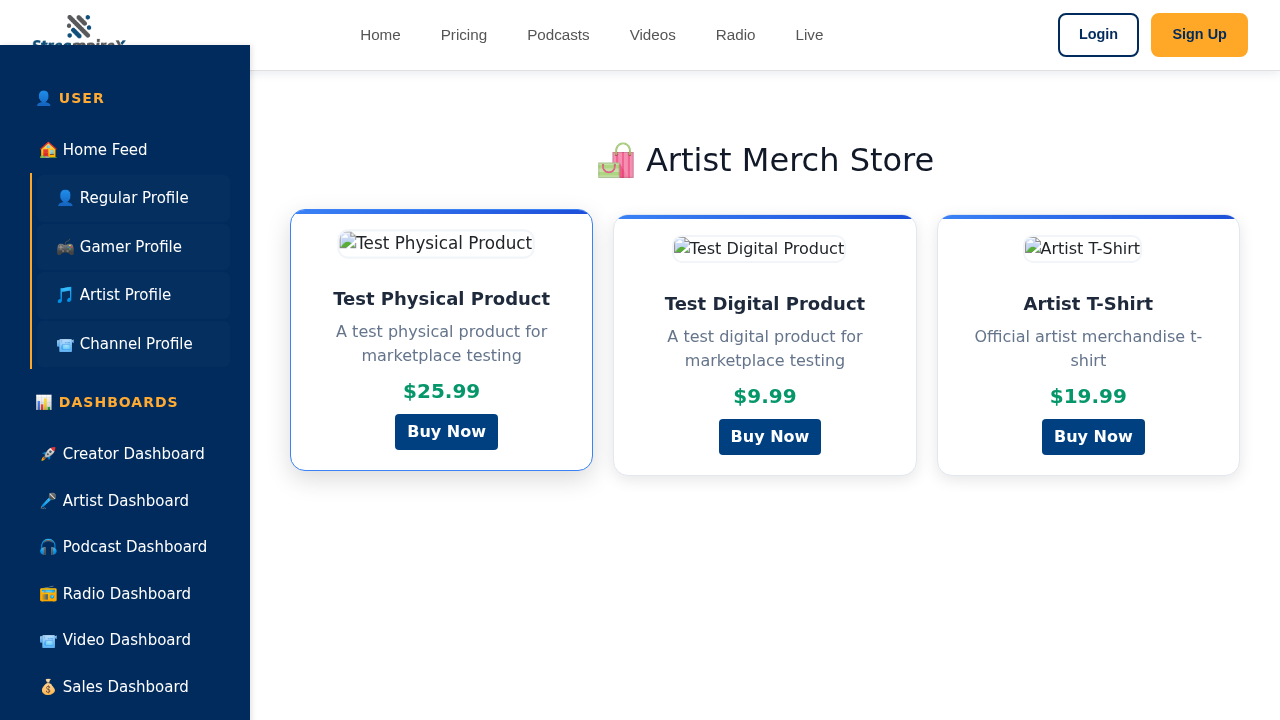 StreampireX
Home
Pricing
Podcasts
Videos
Radio
Live
Login
Sign Up
USER
Home Feed
Regular Profile
Gamer Profile
Artist Profile
Channel Profile
DASHBOARDS
Creator Dashboard
Artist Dashboard
Podcast Dashboard
Radio Dashboard
Video Dashboard
Sales Dashboard
Artist Merch Store
Test Physical Product
Test Physical Product
A test physical product for
marketplace testing
$25.99
Buy Now
Test Digital Product
Test Digital Product
A test digital product for
marketplace testing
$9.99
Buy Now
Artist T-Shirt
Artist T-Shirt
Official artist merchandise t-
shirt
$19.99
Buy Now